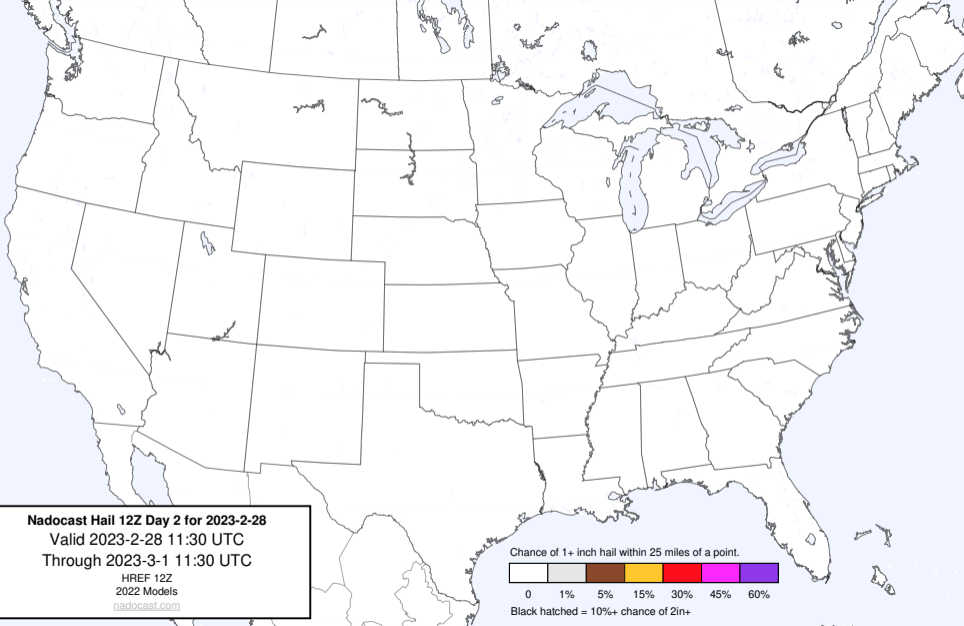 Nadocast Hail 12Z Day 2 for 2023-2-28
Valid 2023-2-28 11:30 UTC
Through 2023-3-1 11:30 UTC
HREF 12Z
2022 Models
nadocast.com
Chance of 1+ inch hail within 25 miles of a point.
0 1% 5% 15% 30% 45% 60%
Black hatched = 10%+ chance of 2in+